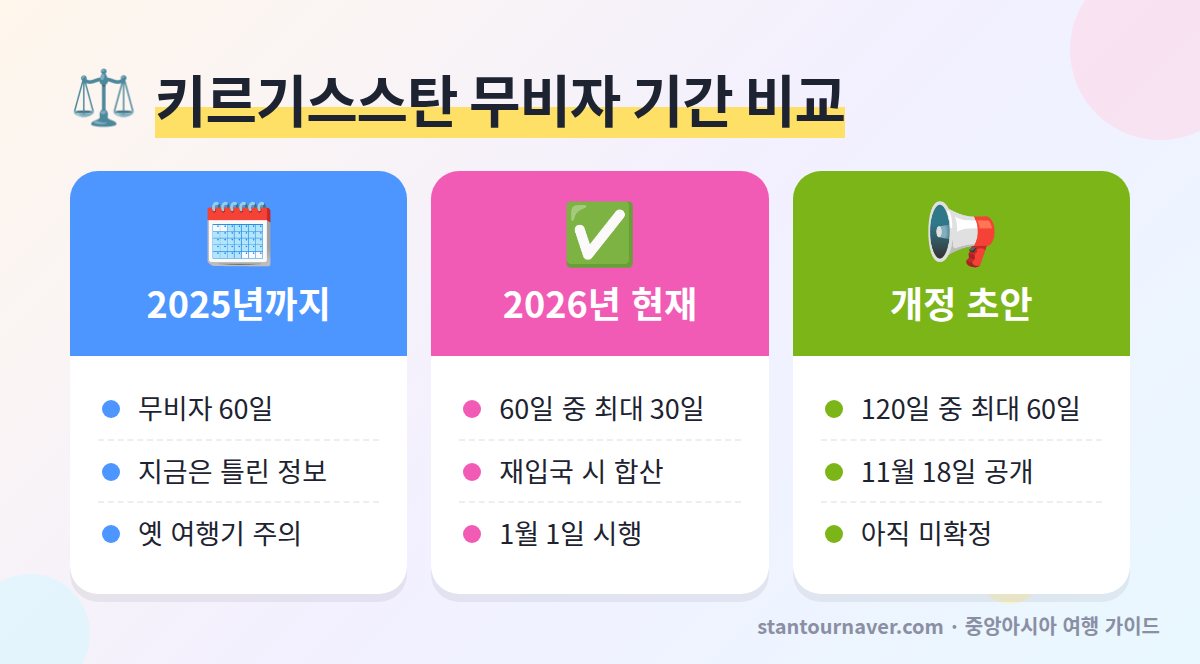 키르기스스탄 무비자 기간 비교
2025년까지
무비자 60일
지금은 틀린 정보
옛 여행기 주의
2026년 현재
60일 중 최대 30일
재입국 시 합산
1월 1일 시행
개정 초안
120일 중 최대 60일
11월 18일 공개
아직 미확정
stantournaver.com · 중앙아시아 여행 가이드